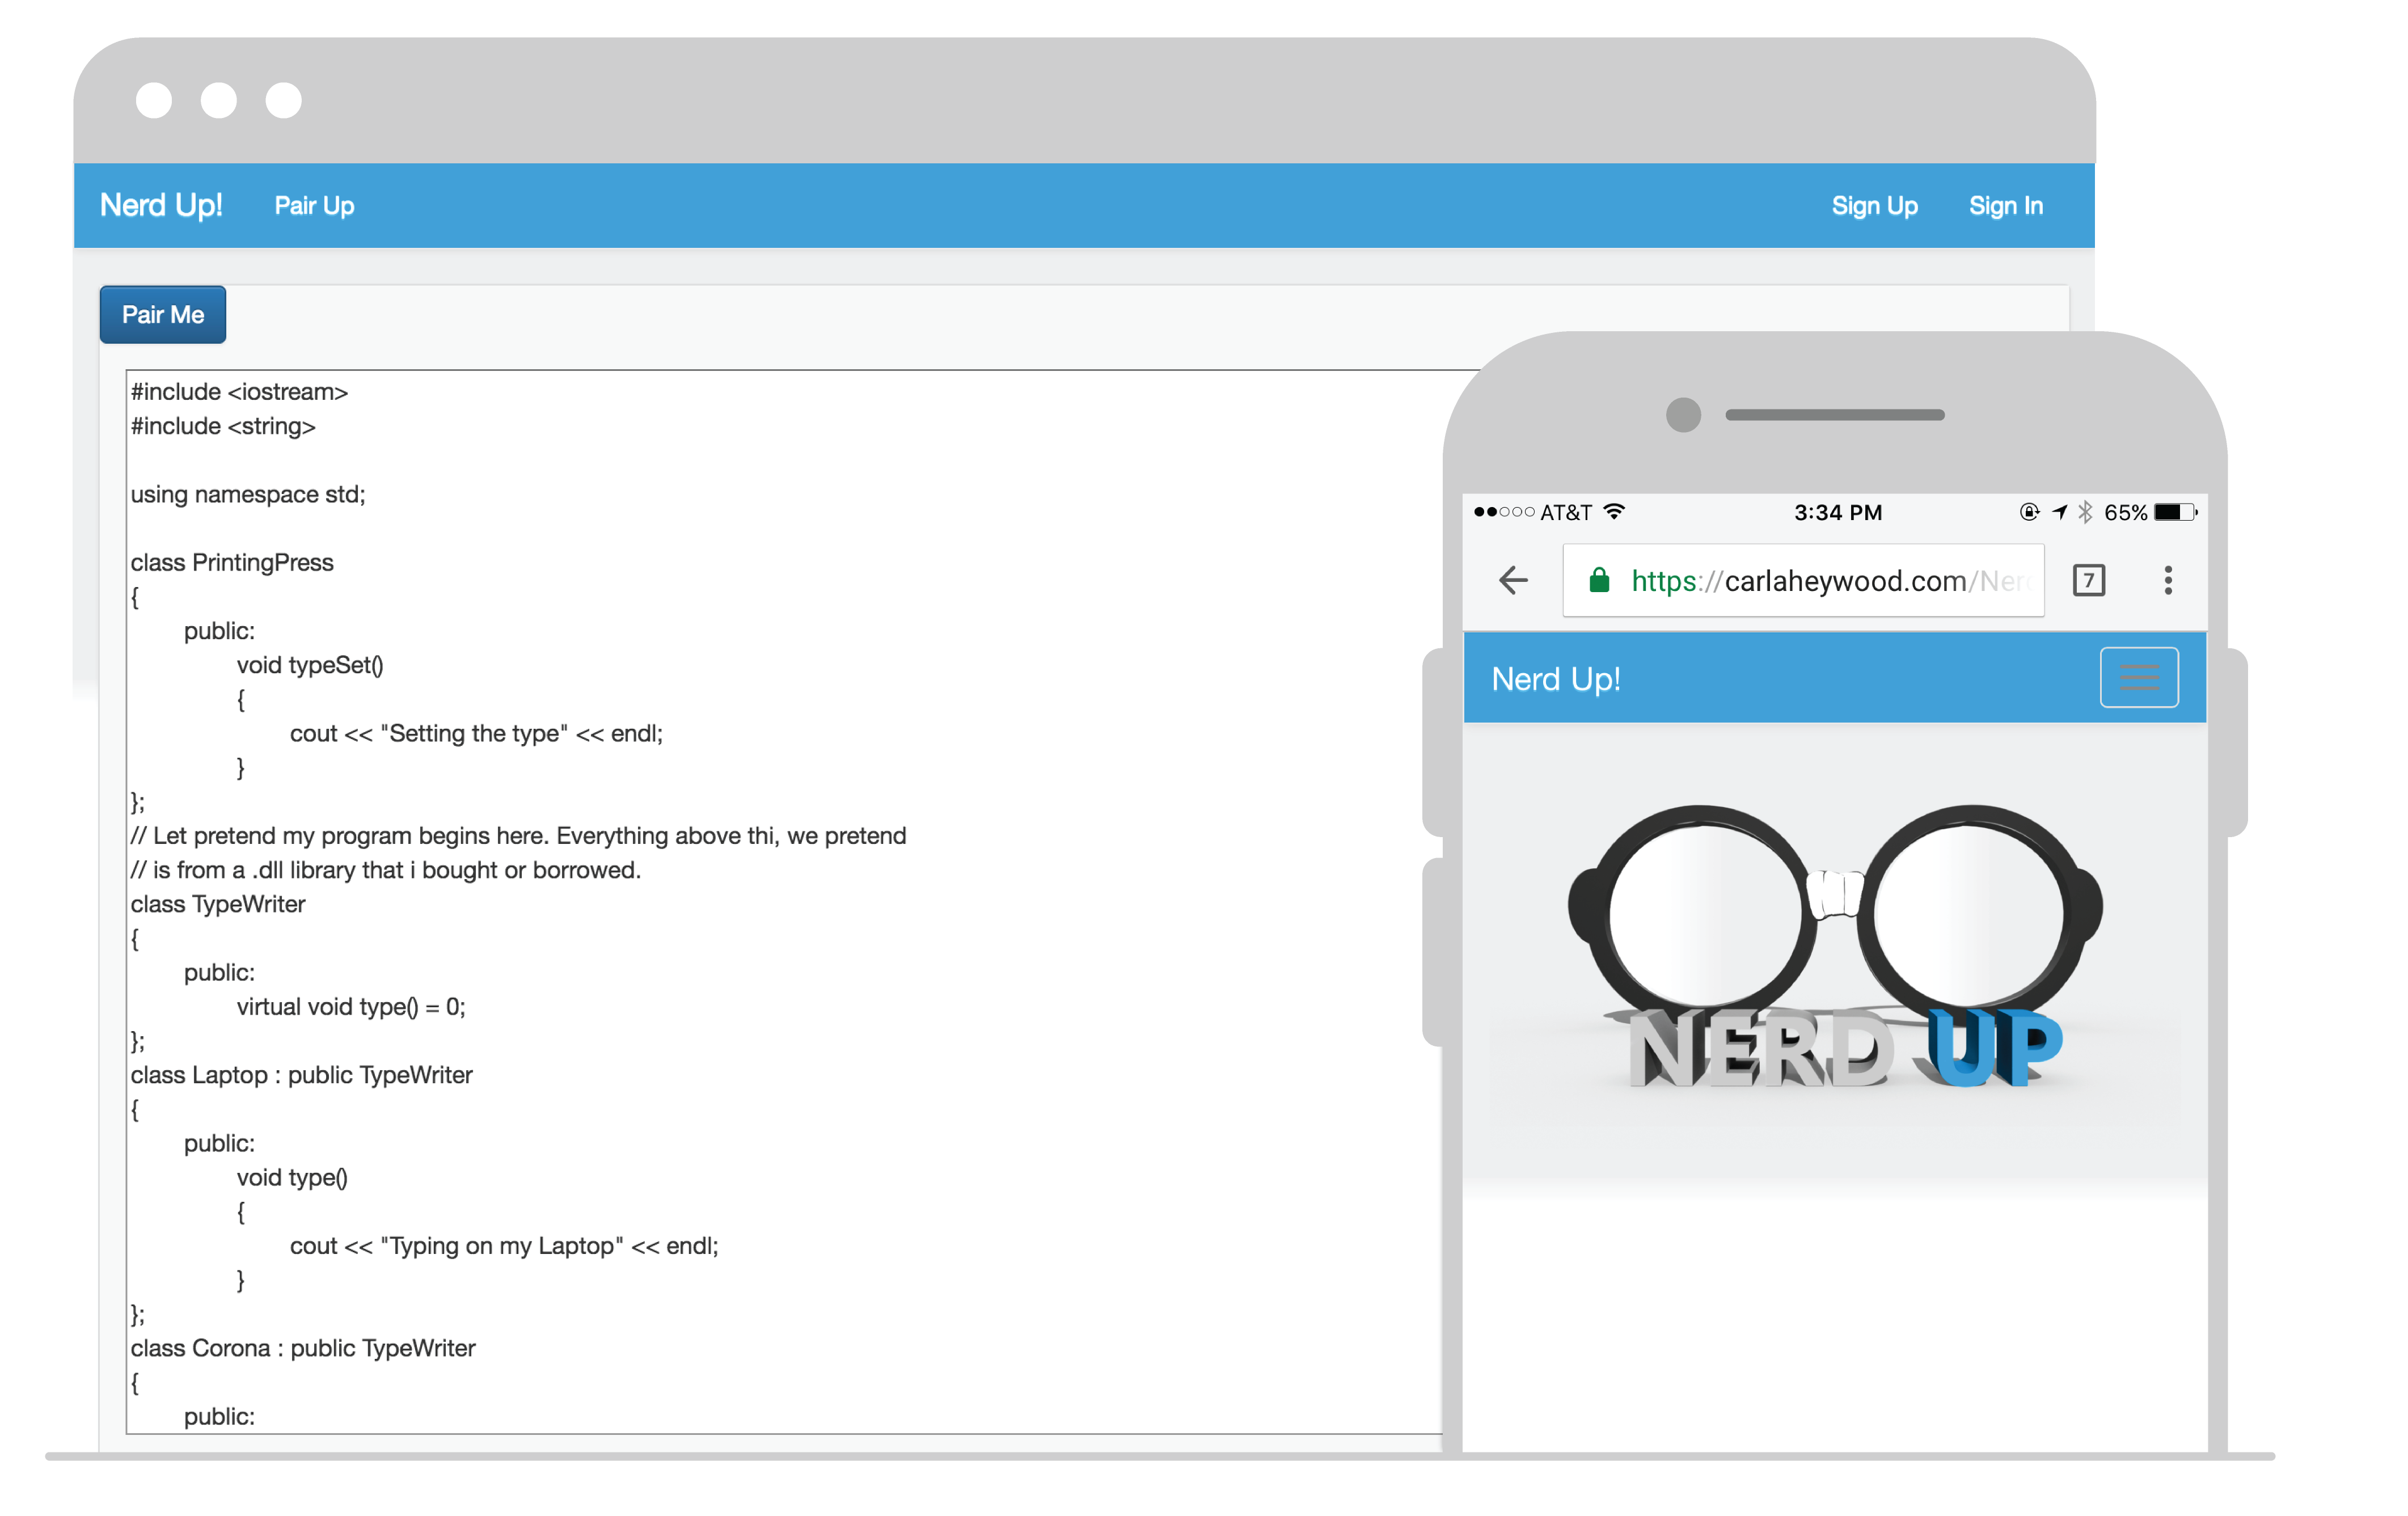 Nerd Up! Pair Up Sign Up Sign In
Pair Me
#include <iostream>
#include <string>
using namespace std;
class PrintingPress
{
public:
void typeSet()
{
cout << "Setting the type" << endl;
}
};
// Let pretend my program begins here. Everything above thi, we pretend
// is from a .dll library that i bought or borrowed.
class TypeWriter
{
public:
virtual void type() = 0;
};
class Laptop : public TypeWriter
{
public:
void type()
{
cout << "Typing on my Laptop" << endl;
}
};
class Corona : public TypeWriter
{
public:
AT&T 3:34 PM 65%
https://carlaheywood.com/Nerd
7
Nerd Up!
NERD UP